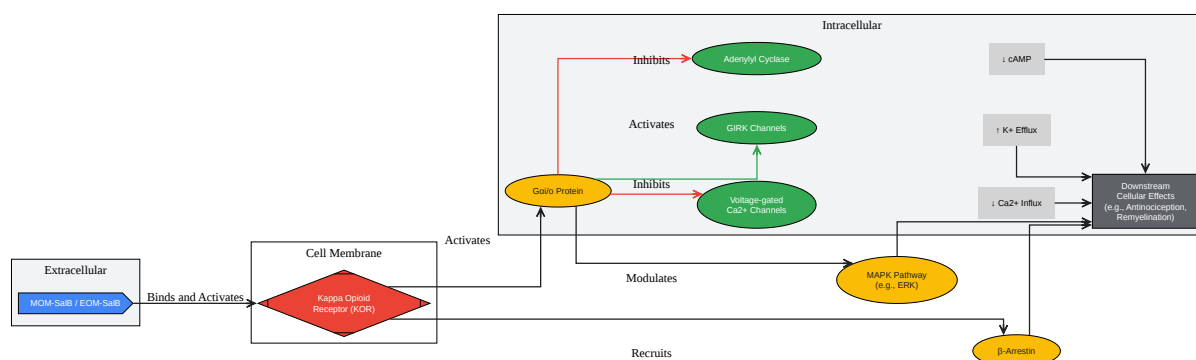 Intracellular
Inhibits
Adenylyl Cyclase
↓ cAMP
Activates
GIRK Channels
↑ K+ Efflux
Gαi/o Protein
Inhibits
Voltage-gated
Ca2+ Channels
↓ Ca2+ Influx
Downstream
Cellular Effects
(e.g., Antinociception,
Remyelination)
Activates
Cell Membrane
Extracellular
MOM-SalB / EOM-SalB
Binds and Activates
Kappa Opioid
Receptor (KOR)
Modulates
MAPK Pathway
(e.g., ERK)
Recruits
β-Arrestin